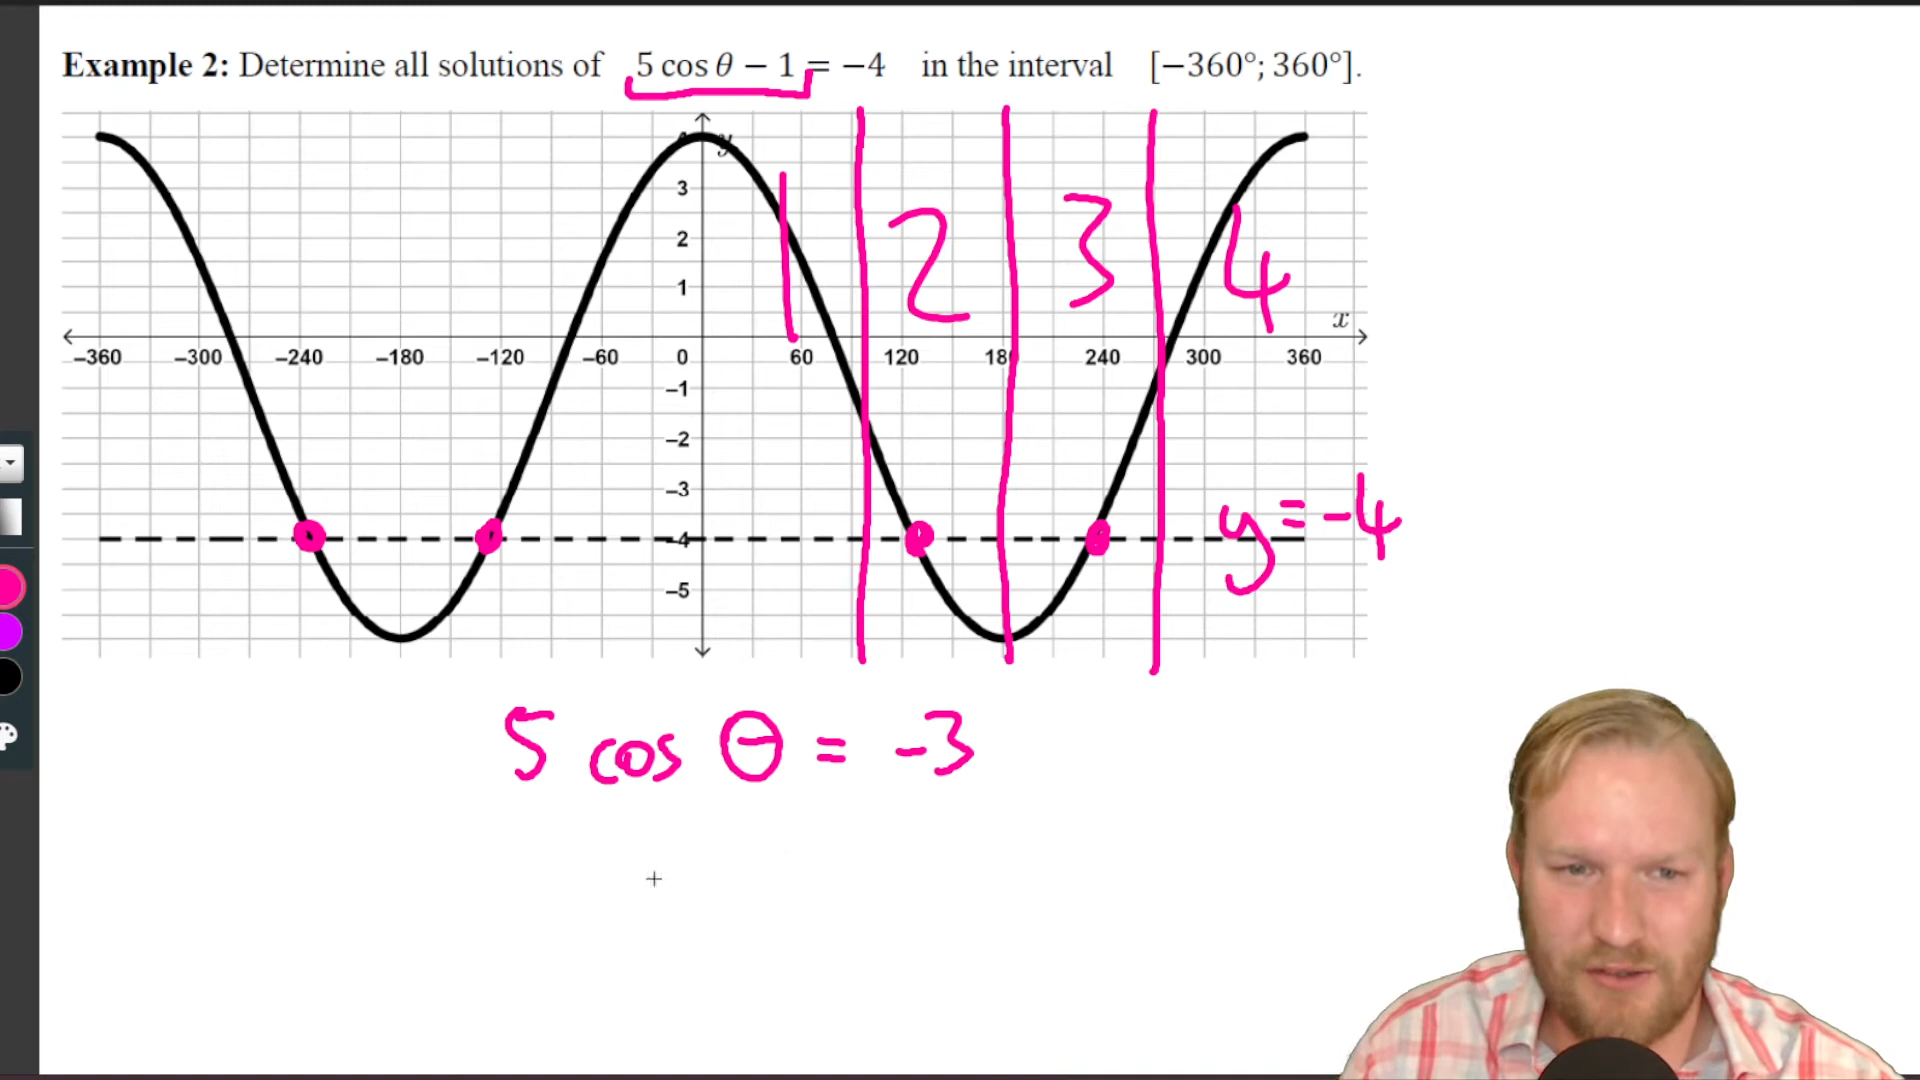 Example 2: Determine all solutions of 5 cos θ − 1 = −4 in the interval [−360°; 360°].
y
4
3
2
1
−360 −300 −240 −180 −120 −60 0 60 120 180 240 300 360
x
−1
−2
−3
−4
−5
1 2 3 4
y = -4
5 cos θ = -3